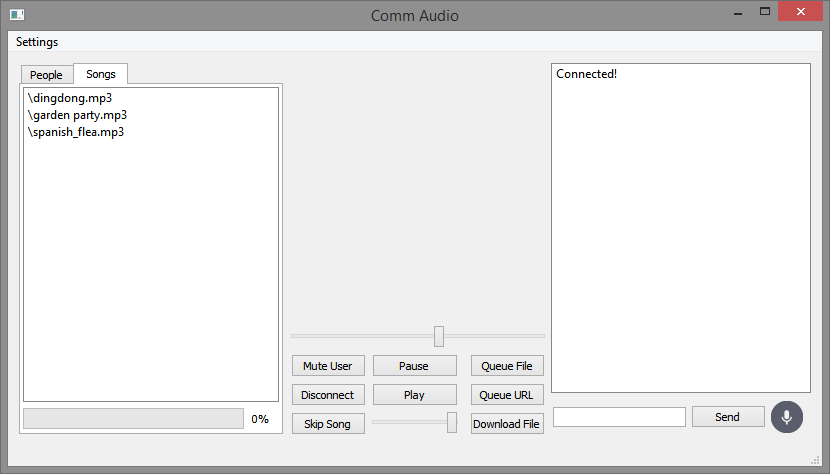 Comm Audio
Settings
People
Songs
\dingdong.mp3
\garden party.mp3
\spanish_flea.mp3
0%
Mute User
Pause
Queue File
Disconnect
Play
Queue URL
Skip Song
Download File
Connected!
Send